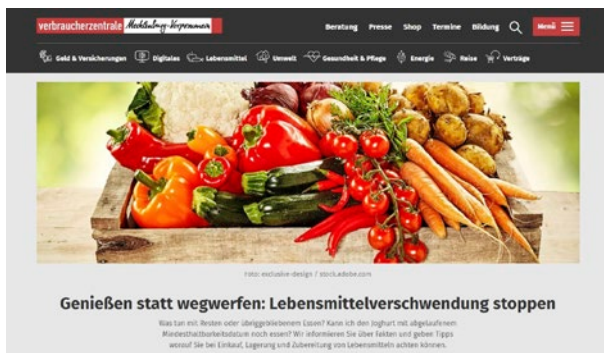 verbraucherzentrale Mecklenburg-Vorpommern
Beratung Presse Shop Termine Bildung Menü
Geld & Versicherungen Digitales Lebensmittel Umwelt Gesundheit & Pflege Energie Reise Verträge
Foto: exclusive-design / stock.adobe.com
Genießen statt wegwerfen: Lebensmittelverschwendung stoppen
Was tun mit Resten oder übriggebliebenem Essen? Kann ich den Joghurt mit abgelaufenem
Mindesthaltbarkeitsdatum noch essen? Wir informieren Sie über Fakten und geben Tipps
worauf Sie bei Einkauf, Lagerung und Zubereitung von Lebensmitteln achten können.